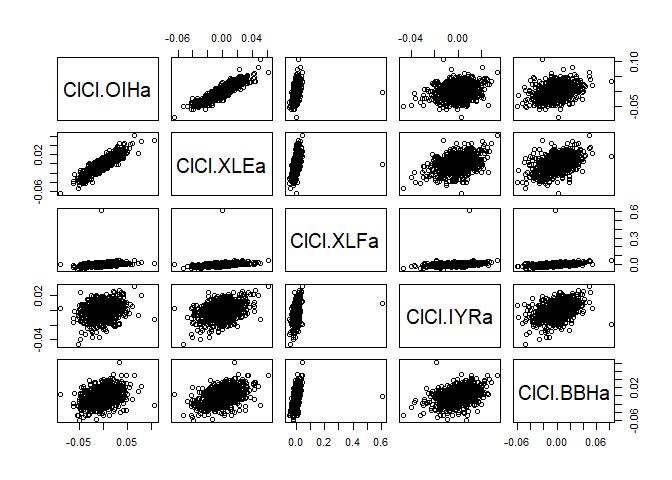 -0.06 0.00 0.04
-0.04 0.00
ClCl.OIHa
-0.05 0.10
-0.06 0.02
ClCl.XLEa
ClCl.XLFa
0.0 0.3 0.6
-0.04 0.02
ClCl.IYRa
ClCl.BBHa
-0.06 0.02
-0.05 0.05
0.0 0.2 0.4 0.6
-0.06 0.00 0.06